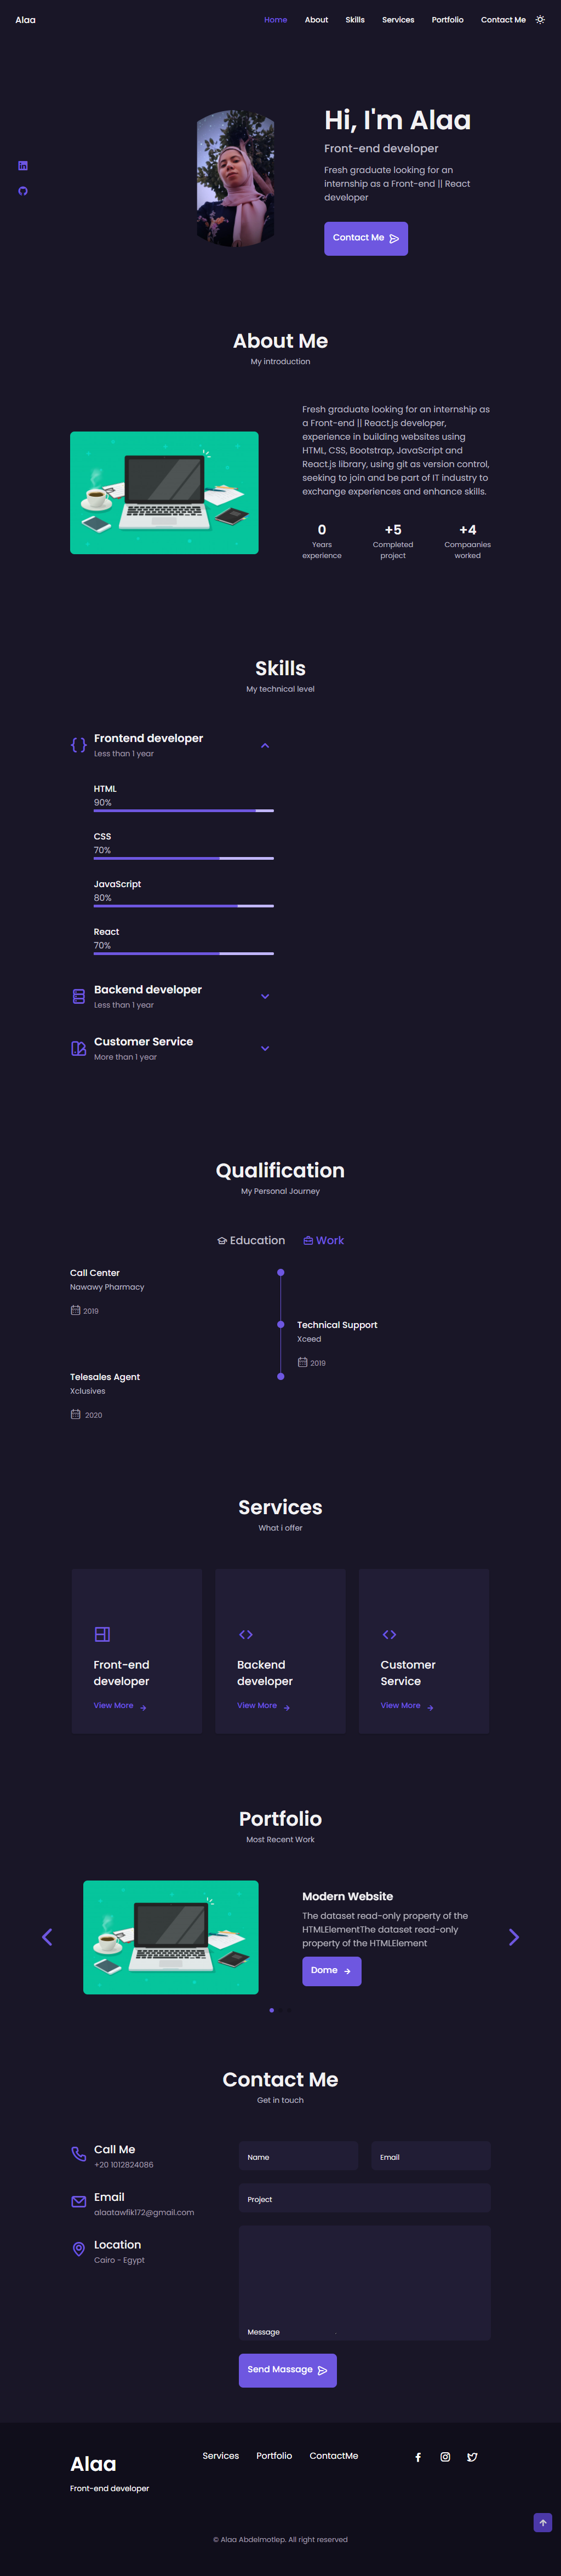 Alaa
Home About Skills Services Portfolio Contact Me
Hi, I'm Alaa
Front-end developer
Fresh graduate looking for an
internship as a Front-end || React
developer
Contact Me
About Me
My introduction
Fresh graduate looking for an internship as
a Front-end || React.js developer,
experience in building websites using
HTML, CSS, Bootstrap, JavaScript and
React.js library, using git as version control,
seeking to join and be part of IT industry to
exchange experiences and enhance skills.
0
Years
experience
+5
Completed
project
+4
Compaanies
worked
Skills
My technical level
Frontend developer
Less than 1 year
HTML
90%
CSS
70%
JavaScript
80%
React
70%
Backend developer
Less than 1 year
Customer Service
More than 1 year
Qualification
My Personal Journey
Education Work
Call Center
Nawawy Pharmacy
2019
Technical Support
Xceed
2019
Telesales Agent
Xclusives
2020
Services
What i offer
Front-end
developer
View More
Backend
developer
View More
Customer
Service
View More
Portfolio
Most Recent Work
Modern Website
The dataset read-only property of the
HTMLElementThe dataset read-only
property of the HTMLElement
Dome
Contact Me
Get in touch
Call Me
+20 1012824086
Email
alaatawfik172@gmail.com
Location
Cairo - Egypt
Name
Email
Project
Message
Send Massage
Alaa
Front-end developer
Services Portfolio ContactMe
© Alaa Abdelmotlep. All right reserved